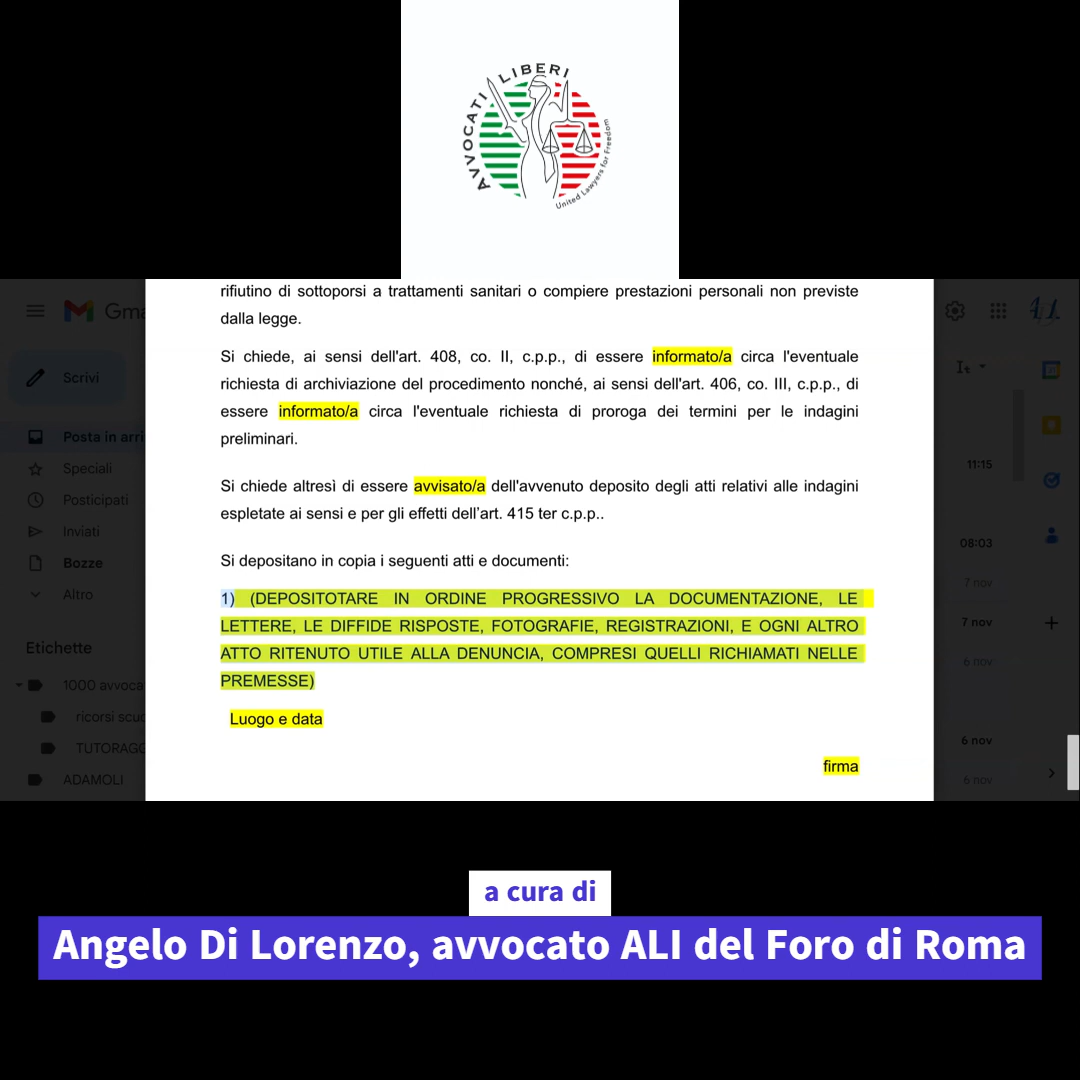 AVVOCATI LIBERI
United Lawyers for Freedom
rifiutino di sottoporsi a trattamenti sanitari o compiere prestazioni personali non previste
dalla legge.
Si chiede, ai sensi dell'art. 408, co. II, c.p.p., di essere informato/a circa l'eventuale
richiesta di archiviazione del procedimento nonché, ai sensi dell'art. 406, co. III, c.p.p., di
essere informato/a circa l'eventuale richiesta di proroga dei termini per le indagini
preliminari.
Si chiede altresì di essere avvisato/a dell'avvenuto deposito degli atti relativi alle indagini
espletate ai sensi e per gli effetti dell'art. 415 ter c.p.p..
Si depositano in copia i seguenti atti e documenti:
1) (DEPOSITOTARE IN ORDINE PROGRESSIVO LA DOCUMENTAZIONE, LE
LETTERE, LE DIFFIDE RISPOSTE, FOTOGRAFIE, REGISTRAZIONI, E OGNI ALTRO
ATTO RITENUTO UTILE ALLA DENUNCIA, COMPRESI QUELLI RICHIAMATI NELLE
PREMESSE)
Luogo e data
firma
Gma
Scrivi
Posta in arri
Speciali
Posticipati
Inviati
Bozze
Altro
Etichette
1000 avvoca
ricorsi scuo
TUTORAGG
ADAMOLI
11:15
08:03
7 nov
7 nov
6 nov
6 nov
6 nov
a cura di
Angelo Di Lorenzo, avvocato ALI del Foro di Roma